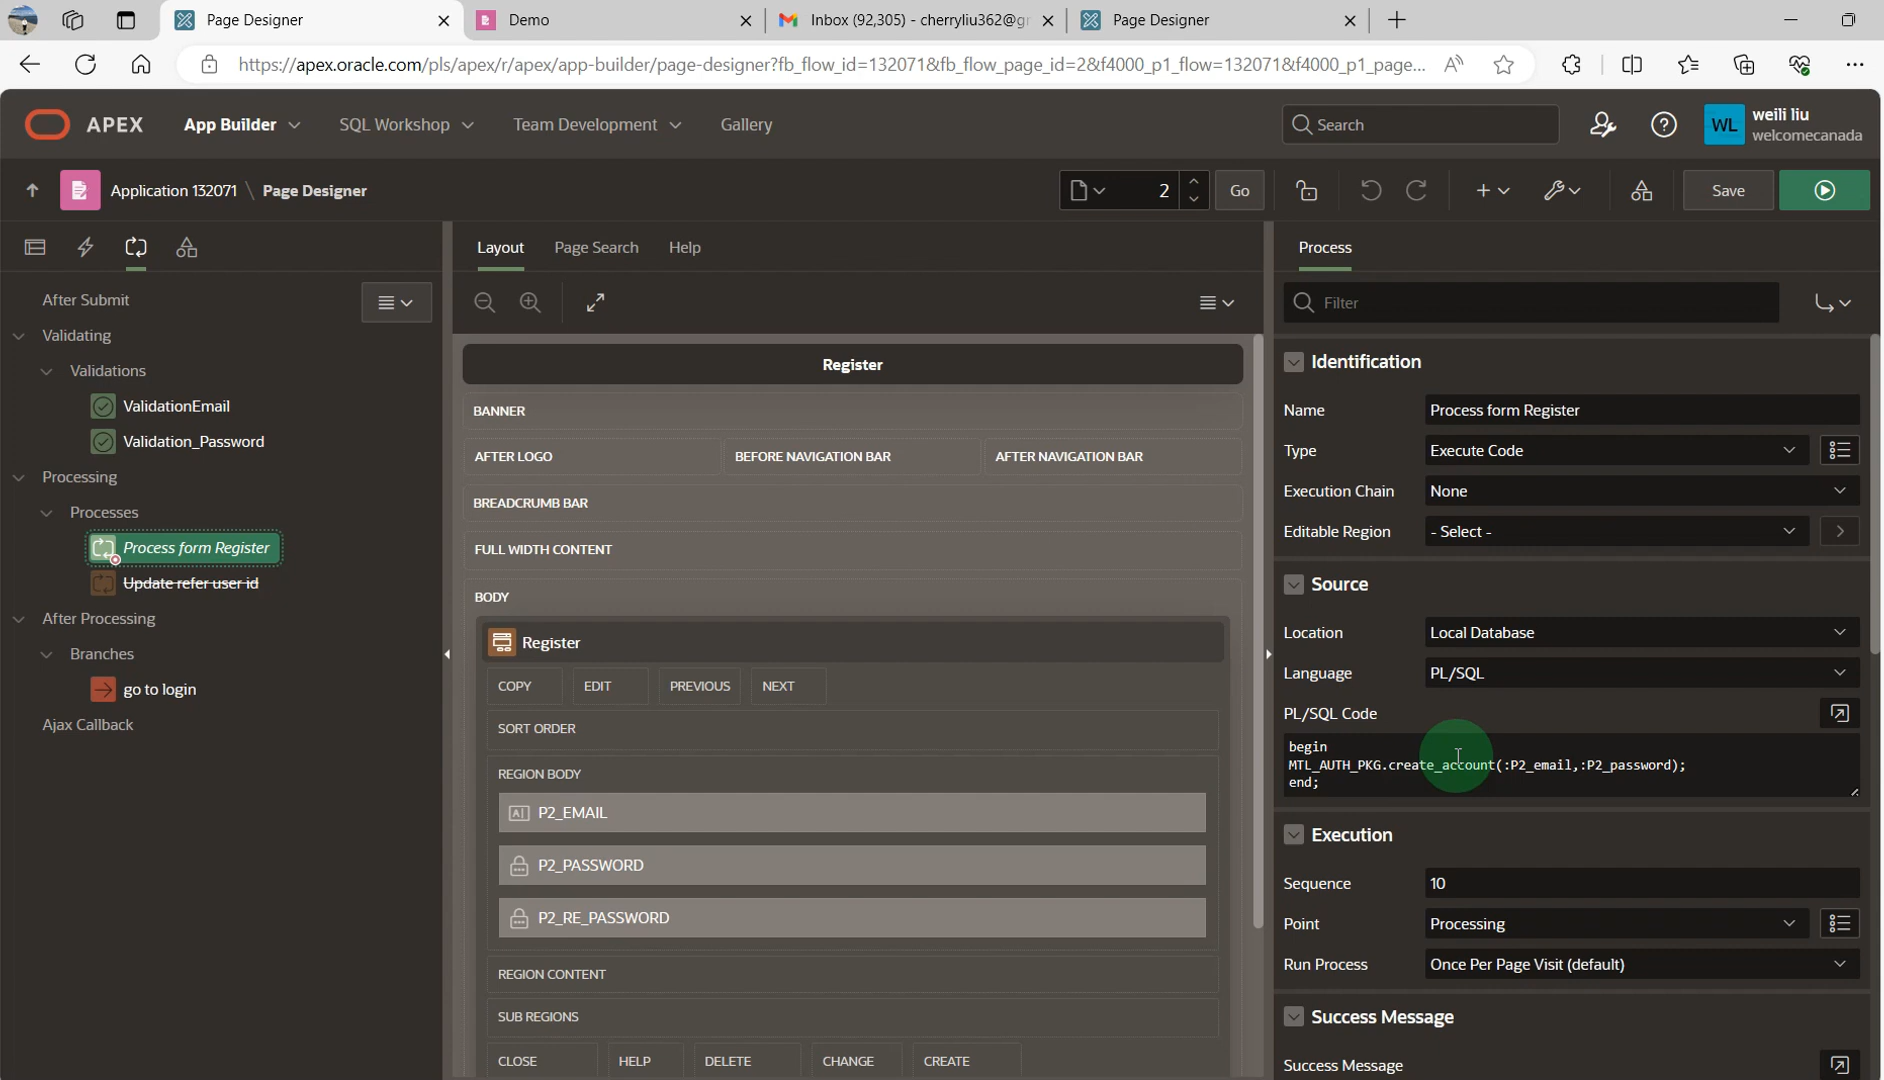 Page Designer
Demo
Inbox (92,305) - cherryliu362@gr
Page Designer
https://apex.oracle.com/pls/apex/r/apex/app-builder/page-designer?fb_flow_id=132071&fb_flow_page_id=2&f4000_p1_flow=132071&f4000_p1_page...
APEX
App Builder
SQL Workshop
Team Development
Gallery
Search
WL
weili liu
welcomecanada
Application 132071 \ Page Designer
2
Go
Save
Layout
Page Search
Help
Process
After Submit
Validating
Validations
ValidationEmail
Validation_Password
Processing
Processes
Process form Register
Update refer user id
After Processing
Branches
go to login
Ajax Callback
Register
BANNER
AFTER LOGO
BEFORE NAVIGATION BAR
AFTER NAVIGATION BAR
BREADCRUMB BAR
FULL WIDTH CONTENT
BODY
Register
COPY
EDIT
PREVIOUS
NEXT
SORT ORDER
REGION BODY
P2_EMAIL
P2_PASSWORD
P2_RE_PASSWORD
REGION CONTENT
SUB REGIONS
CLOSE
HELP
DELETE
CHANGE
CREATE
Filter
Identification
Name Process form Register
Type Execute Code
Execution Chain None
Editable Region - Select -
Source
Location Local Database
Language PL/SQL
PL/SQL Code
begin
MTL_AUTH_PKG.create_account(:P2_email,:P2_password);
end;
Execution
Sequence 10
Point Processing
Run Process Once Per Page Visit (default)
Success Message
Success Message